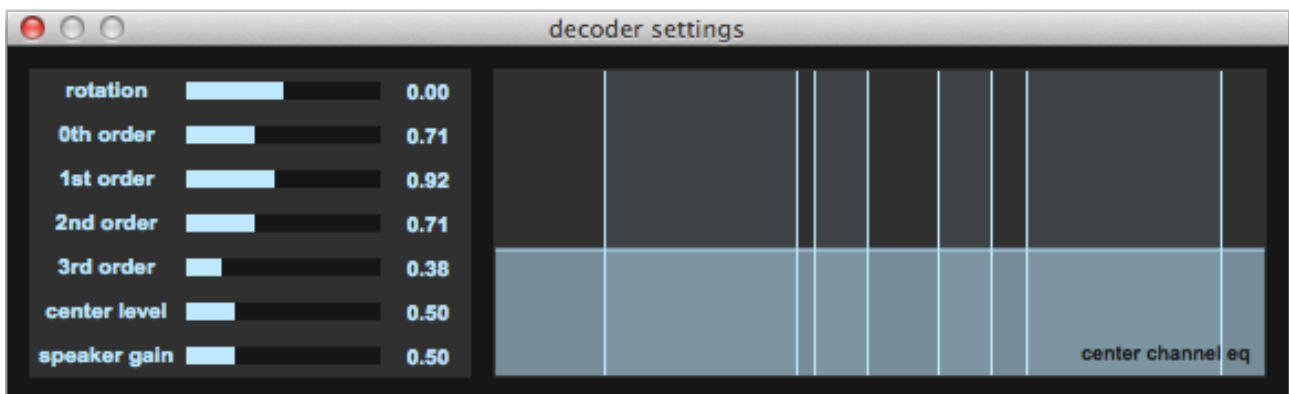 decoder settings
rotation 0.00
0th order 0.71
1st order 0.92
2nd order 0.71
3rd order 0.38
center level 0.50
speaker gain 0.50
center channel eq